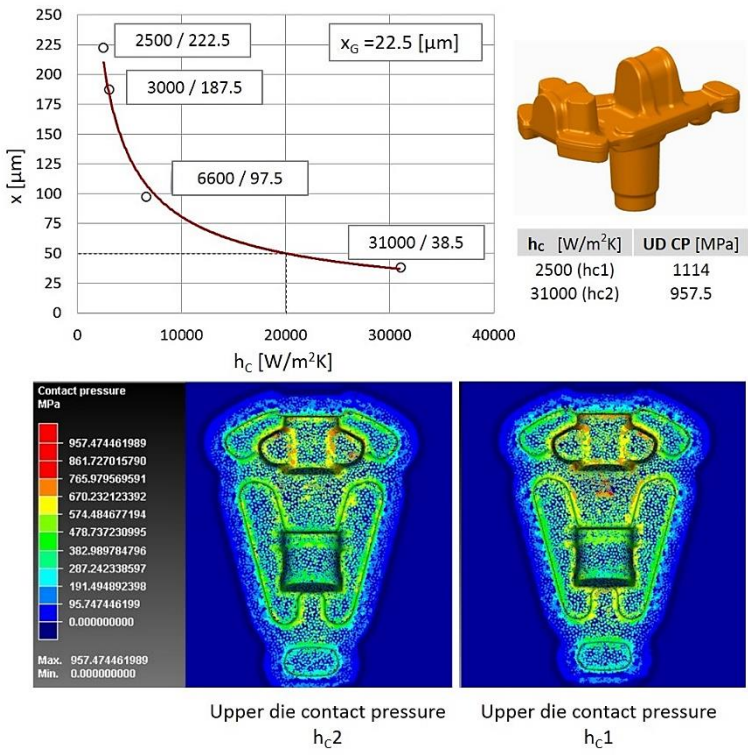 250
225
200
175
150
125
100
75
50
25
0
x [µm]
2500 / 222.5
3000 / 187.5
6600 / 97.5
31000 / 38.5
x_G =22.5 [µm]
0 10000 20000 30000 40000
h_C [W/m²K]
h_C [W/m²K] UD CP [MPa]
2500 (hc1) 1114
31000 (hc2) 957.5
Contact pressure
MPa
957.474461989
861.727015790
765.979569591
670.232123392
574.484677194
478.737230995
382.989784796
287.242338597
191.494892398
95.747446199
0.000000000
Max. 957.474461989
Min. 0.000000000
Upper die contact pressure
h_C2
Upper die contact pressure
h_C1